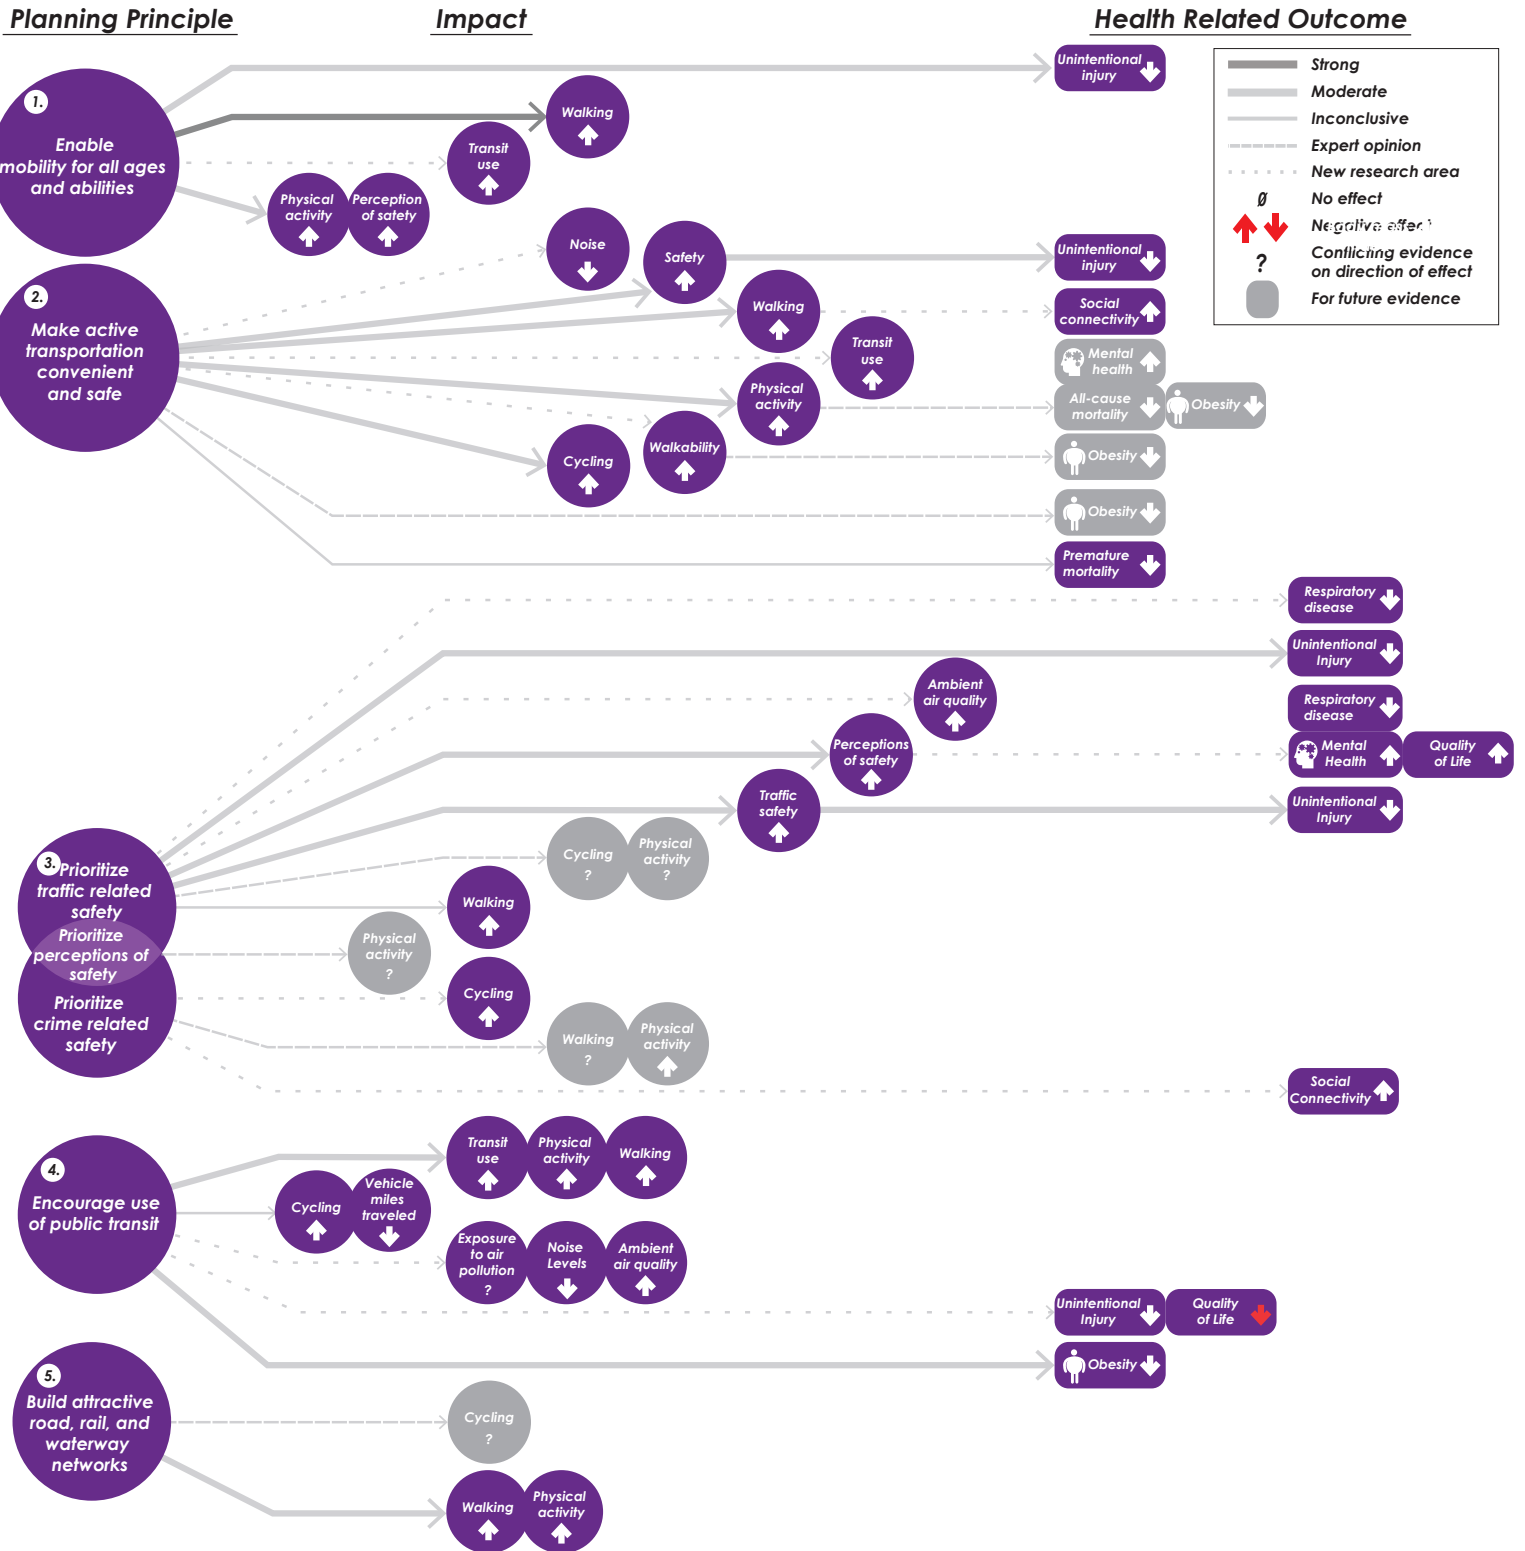 Planning Principle
Impact
Health Related Outcome
Strong
Moderate
Inconclusive
Expert opinion
New research area
Ø No effect
Negative effect
? Conflicting evidence
on direction of effect
For future evidence
1.
Enable
mobility for all ages
and abilities
Unintentional
injury
Walking
Transit
use
Physical
activity
Perception
of safety
2.
Make active
transportation
convenient
and safe
Noise
Safety
Unintentional
injury
Walking
Social
connectivity
Transit
use
Mental
health
Physical
activity
All-cause
mortality
Obesity
Walkability
Obesity
Cycling
Obesity
Premature
mortality
3.
Prioritize
traffic related
safety
Prioritize
perceptions of
safety
Prioritize
crime related
safety
Respiratory
disease
Unintentional
Injury
Ambient
air quality
Respiratory
disease
Perceptions
of safety
Mental
Health
Quality
of Life
Traffic
safety
Unintentional
Injury
Cycling
?
Physical
activity
?
Walking
Physical
activity
?
Cycling
Walking
?
Physical
activity
Social
Connectivity
4.
Encourage use
of public transit
Transit
use
Physical
activity
Walking
Cycling
Vehicle
miles
traveled
Exposure
to air
pollution
?
Noise
Levels
Ambient
air quality
Unintentional
Injury
Quality
of Life
Obesity
5.
Build attractive
road, rail, and
waterway
networks
Cycling
?
Walking
Physical
activity